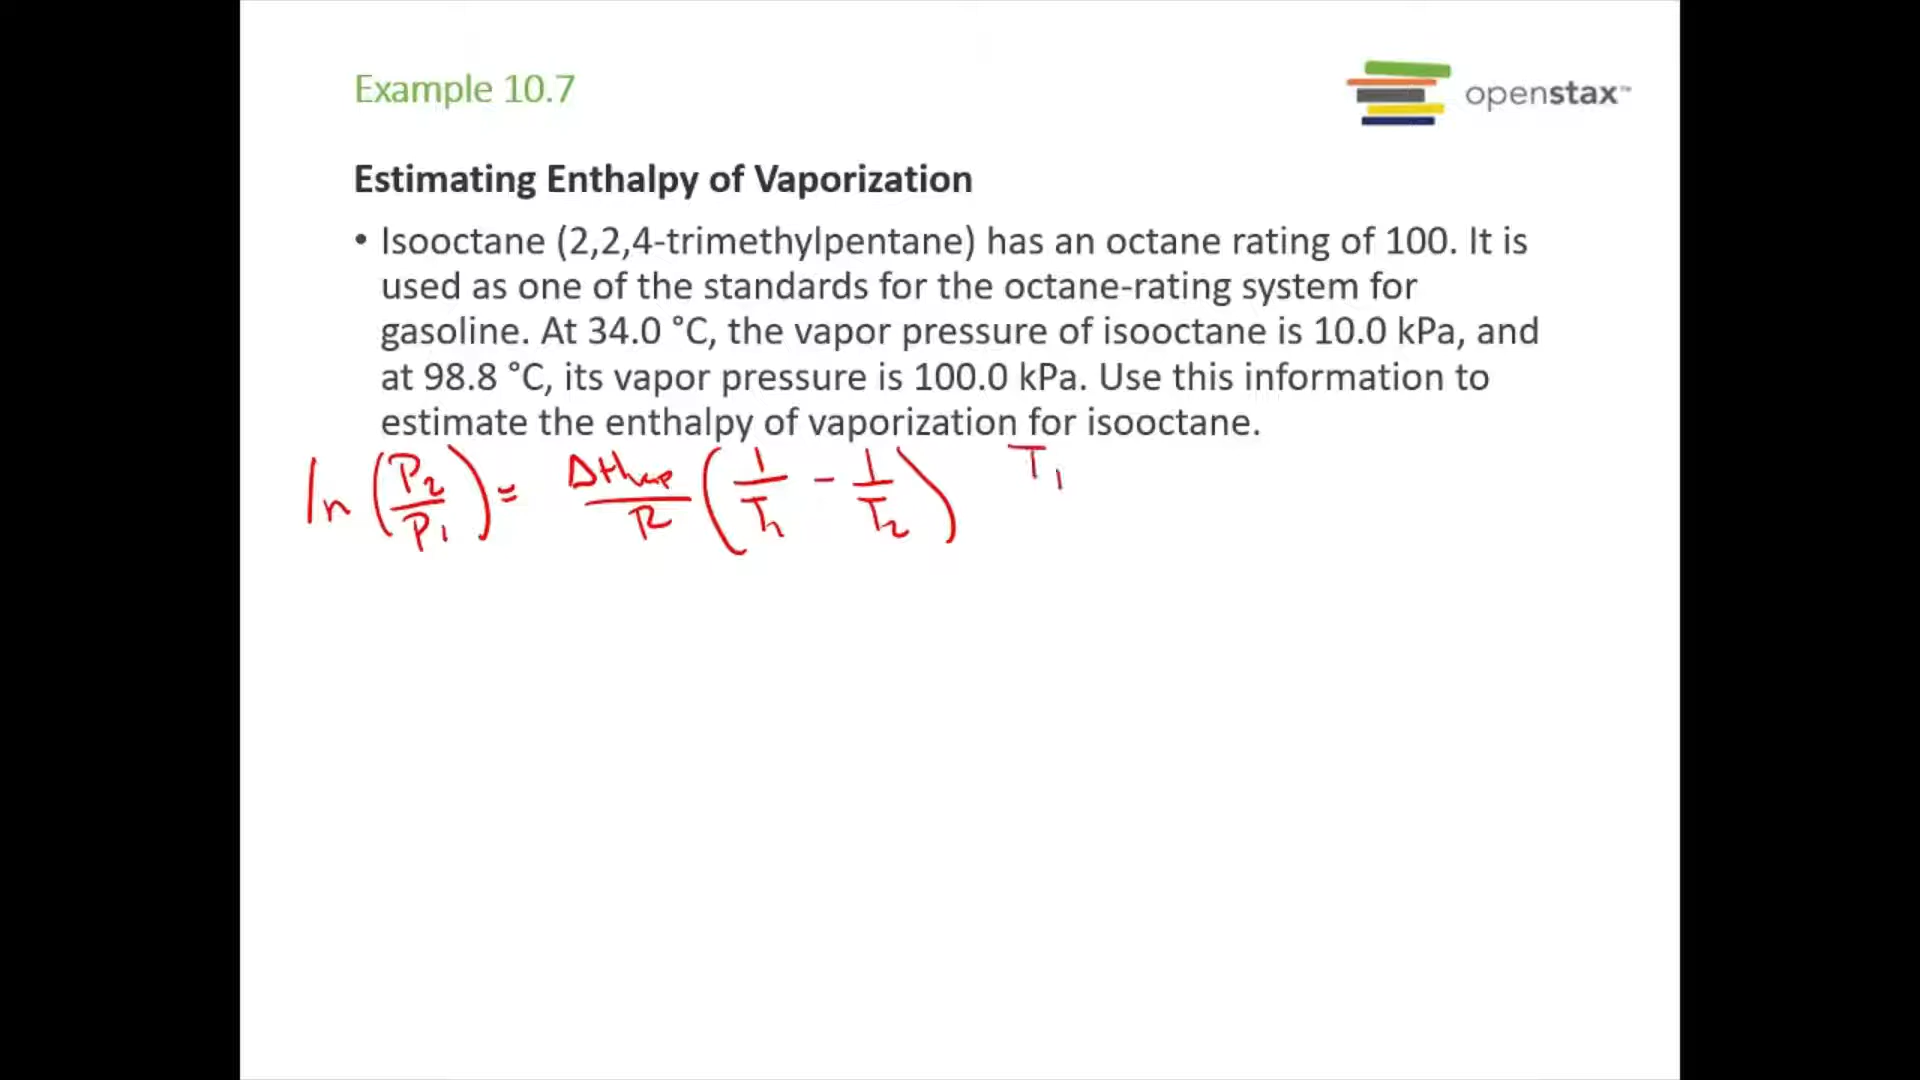 Example 10.7
openstax™
Estimating Enthalpy of Vaporization
• Isooctane (2,2,4-trimethylpentane) has an octane rating of 100. It is
used as one of the standards for the octane-rating system for
gasoline. At 34.0 °C, the vapor pressure of isooctane is 10.0 kPa, and
at 98.8 °C, its vapor pressure is 100.0 kPa. Use this information to
estimate the enthalpy of vaporization for isooctane.
ln (P₂/P₁) = ΔHvap/R (1/T₁ - 1/T₂) T₁